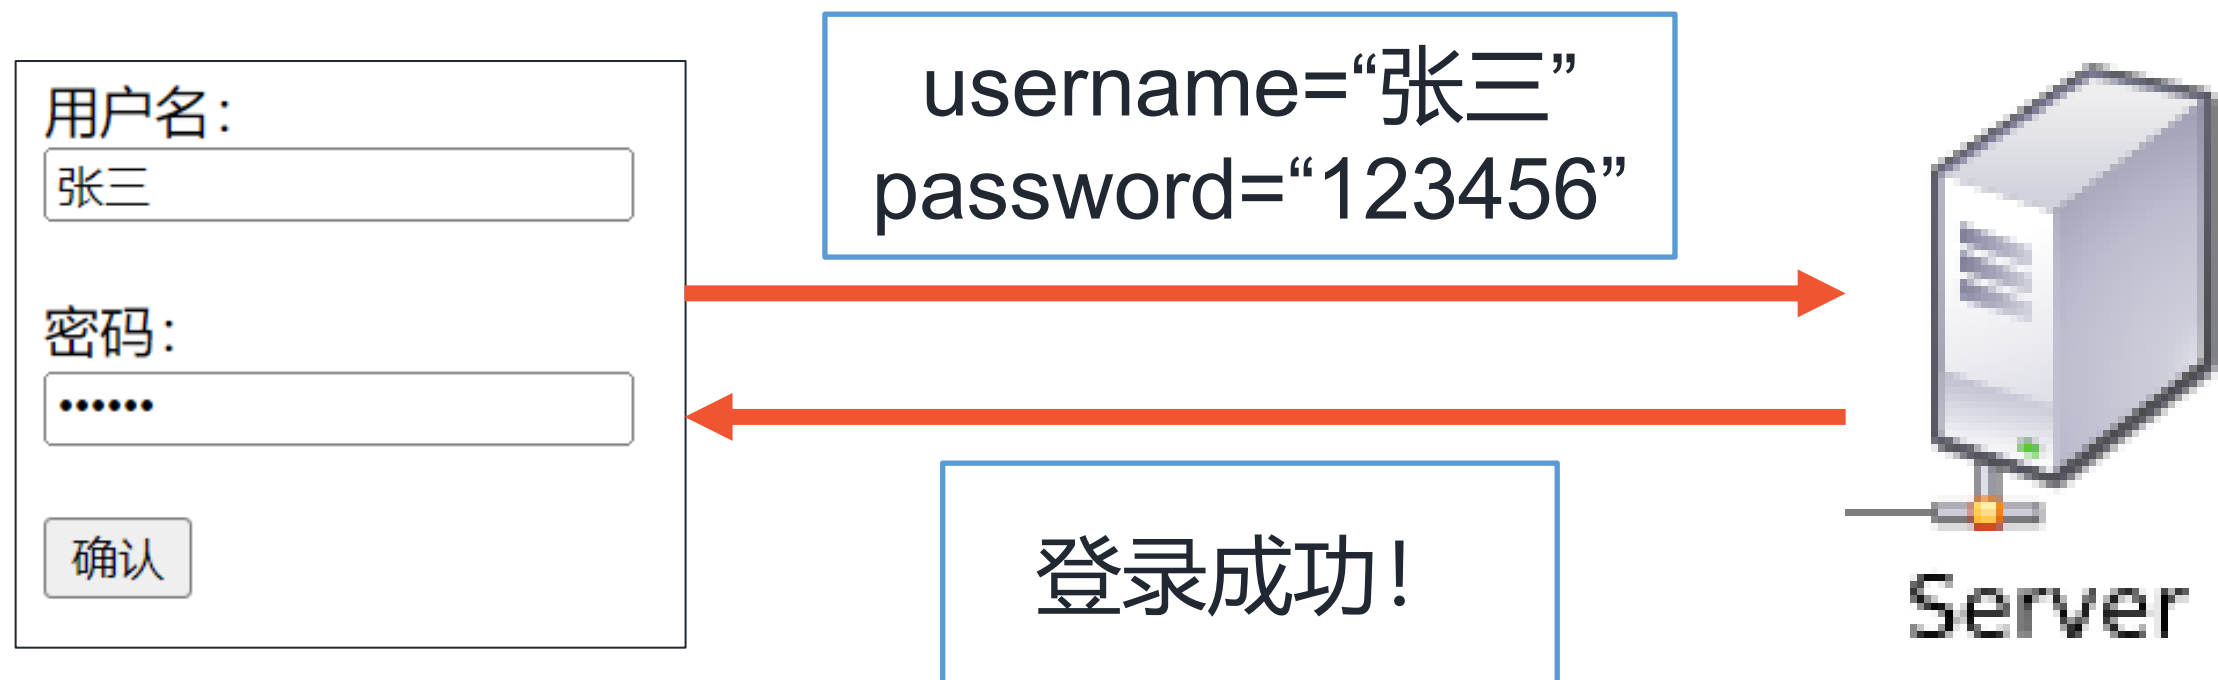 用户名：
张三
密码：
••••••
确认
username=“张三”
password=“123456”
登录成功！
Server